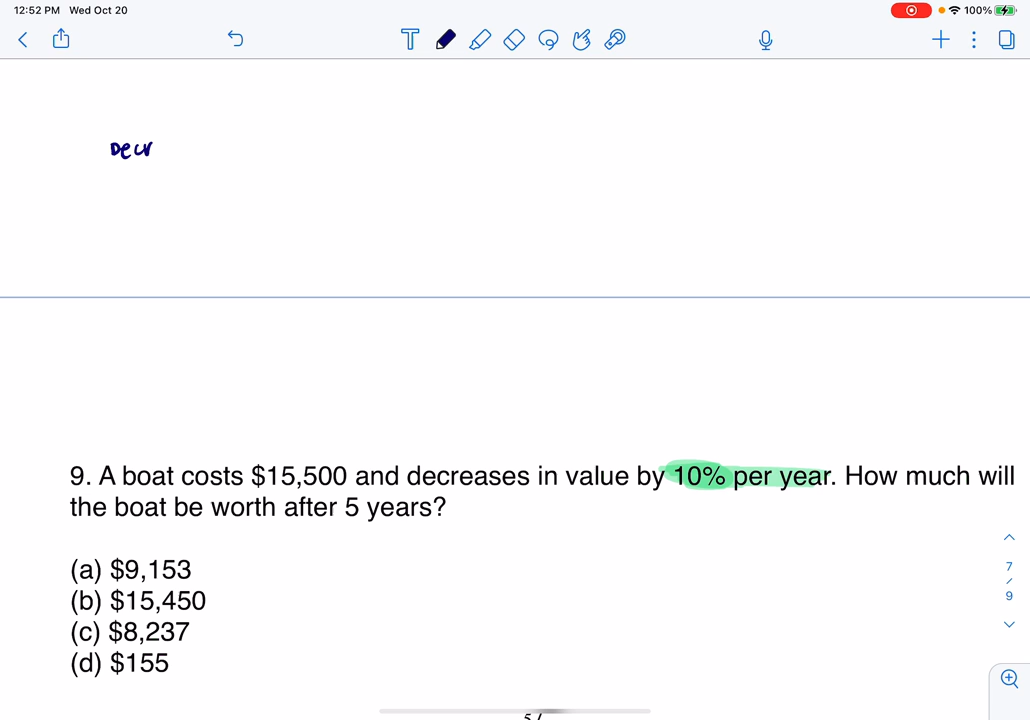 12:52 PM Wed Oct 20 100%
T
Decr
9. A boat costs $15,500 and decreases in value by 10% per year. How much will
the boat be worth after 5 years?
(a) $9,153
(b) $15,450
(c) $8,237
(d) $155
7
/
9